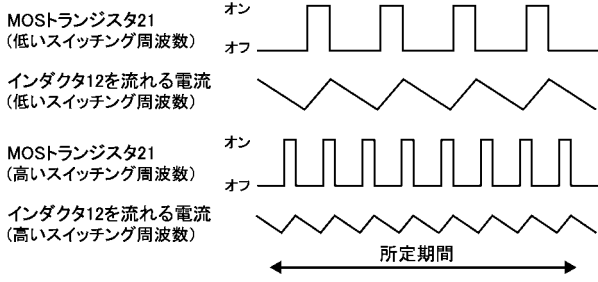 MOSトランジスタ21
(低いスイッチング周波数)
オン
オフ
インダクタ12を流れる電流
(低いスイッチング周波数)
MOSトランジスタ21
(高いスイッチング周波数)
オン
オフ
インダクタ12を流れる電流
(高いスイッチング周波数)
所定期間